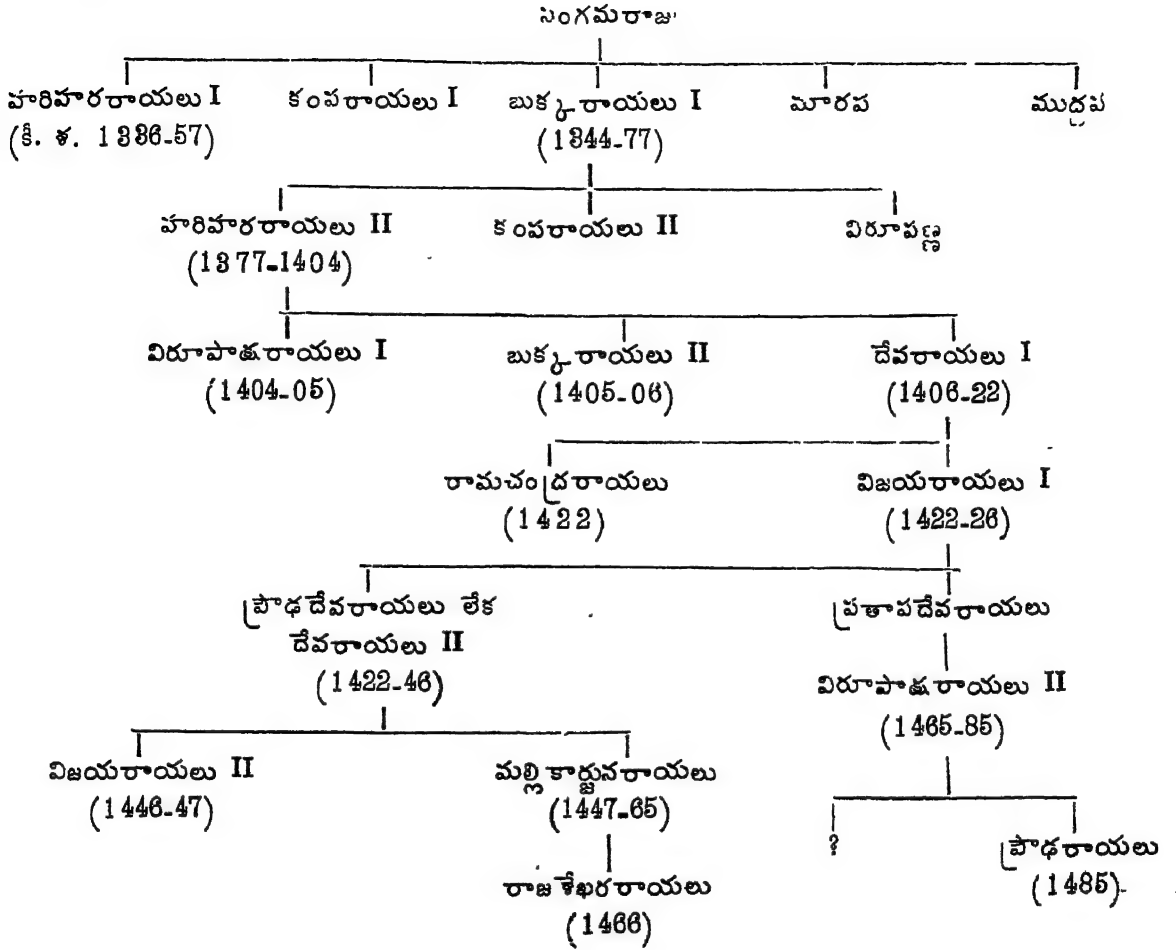 సంగమరాజు
హరిహరరాయలు I కంపరాయలు I బుక్కరాయలు I మారప ముద్దప
(కీ. శ. 1336-57) (1344-77)
హరిహరరాయలు II కంపరాయలు II విరూపణ్ణ
(1377-1404)
విరూపాక్షరాయలు I బుక్కరాయలు II దేవరాయలు I
(1404-05) (1405-06) (1406-22)
రామచంద్రరాయలు విజయరాయలు I
(1422) (1422-26)
ప్రౌఢదేవరాయలు లేక ప్రతాపదేవరాయలు
దేవరాయలు II
(1422-46) విరూపాక్షరాయలు II
(1465-85)
విజయరాయలు II మల్లికార్జునరాయలు
(1446-47) (1447-65)
? ప్రౌఢరాయలు
రాజశేఖరరాయలు (1485)
(1466)